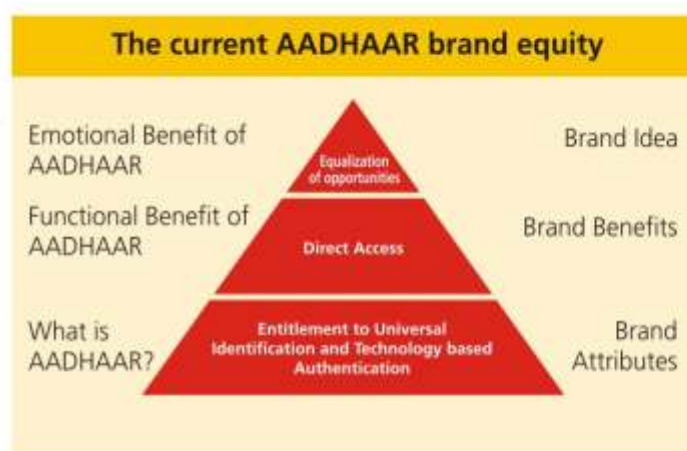 The current AADHAAR brand equity
Emotional Benefit of
AADHAAR
Equalization
of opportunities
Brand Idea
Functional Benefit of
AADHAAR
Direct Access
Brand Benefits
What is
AADHAAR?
Entitlement to Universal
Identification and Technology based
Authentication
Brand
Attributes